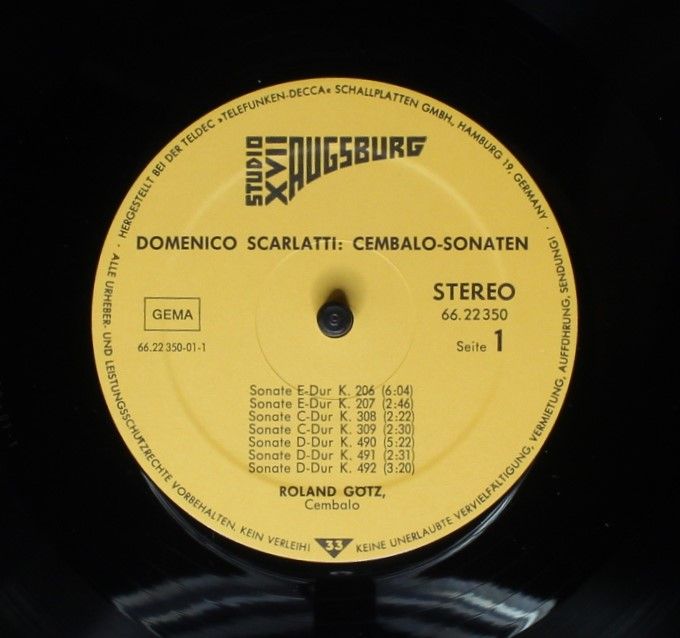 · HERGESTELLT BEI DER TELDEC »TELEFUNKEN-DECCA« SCHALLPLATTEN GMBH., HAMBURG 19, GERMANY ·
STUDIO
XVII
AUGSBURG
DOMENICO SCARLATTI: CEMBALO-SONATEN
GEMA
66.22350-01-1
STEREO
66.22350
Seite 1
Sonate E-Dur K. 206 (6:04)
Sonate E-Dur K. 207 (2:46)
Sonate C-Dur K. 308 (2:22)
Sonate C-Dur K. 309 (2:30)
Sonate D-Dur K. 490 (5:22)
Sonate D-Dur K. 491 (2:31)
Sonate D-Dur K. 492 (3:20)
ROLAND GÖTZ,
Cembalo
ALLE URHEBER- UND LEISTUNGSSCHUTZRECHTE VORBEHALTEN. KEIN VERLEIH! KEINE UNERLAUBTE VERVIELFÄLTIGUNG, VERMIETUNG, AUFFÜHRUNG, SENDUNG!
33